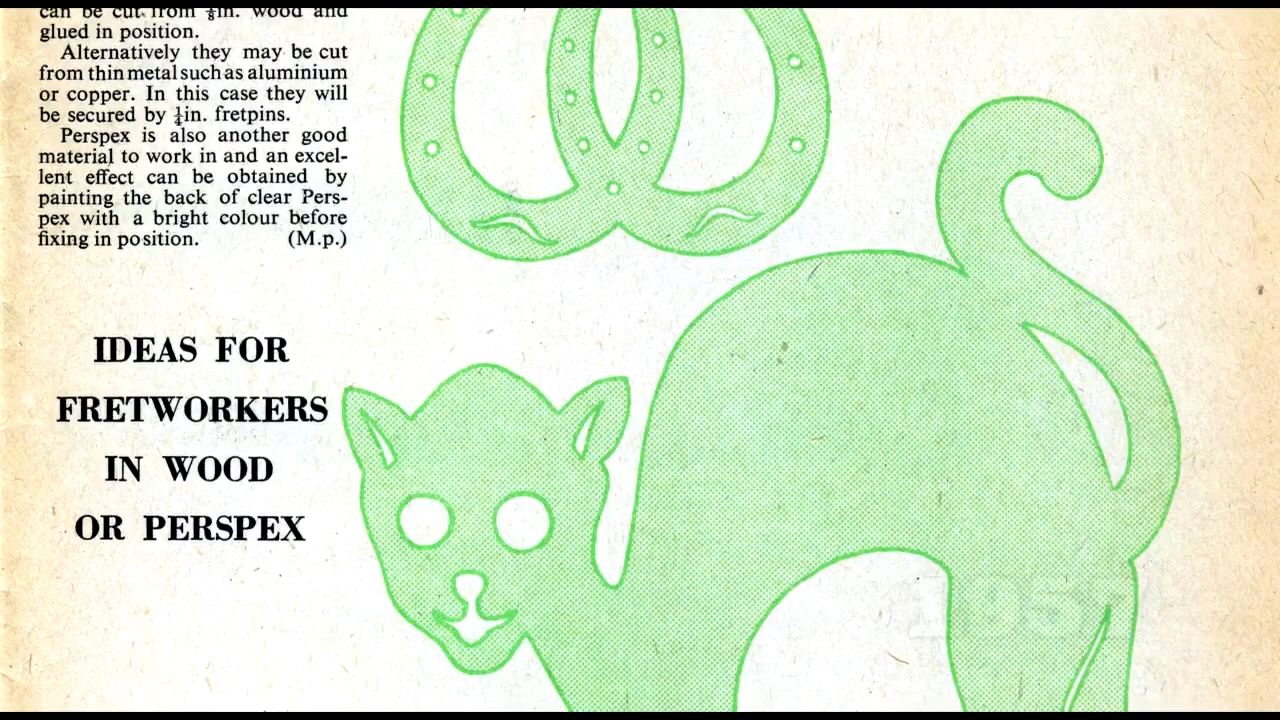 can be cut from ⅜in. wood and
glued in position.
Alternatively they may be cut
from thin metal such as aluminium
or copper. In this case they will
be secured by ¼in. fretpins.
Perspex is also another good
material to work in and an excel-
lent effect can be obtained by
painting the back of clear Pers-
pex with a bright colour before
fixing in position. (M.p.)
IDEAS FOR
FRETWORKERS
IN WOOD
OR PERSPEX
1957